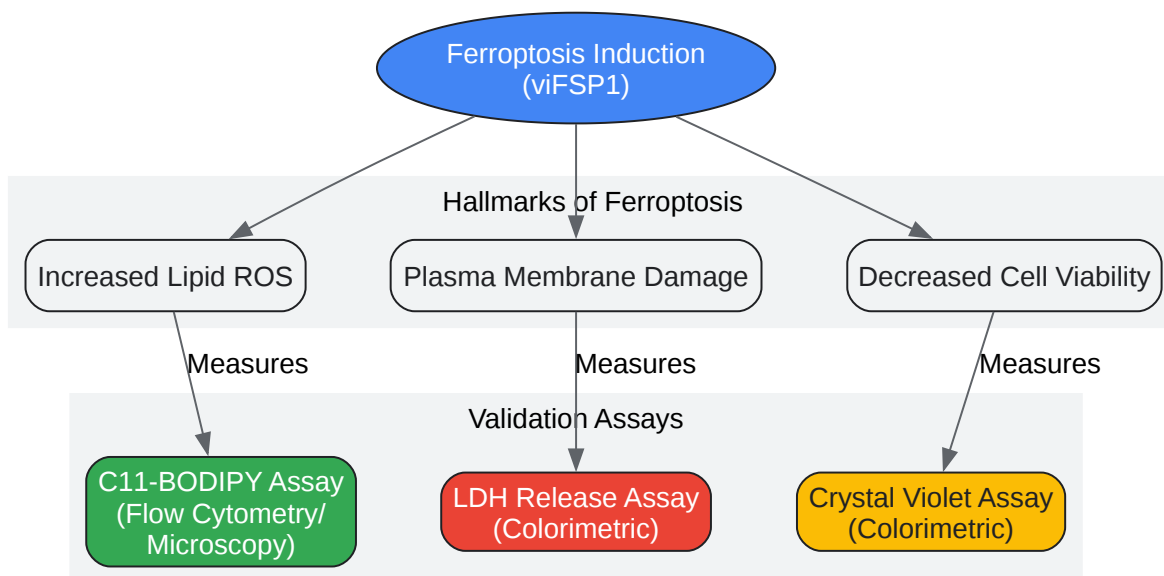 Ferroptosis Induction
(viFSP1)
Hallmarks of Ferroptosis
Increased Lipid ROS
Plasma Membrane Damage
Decreased Cell Viability
Measures
Measures
Measures
Validation Assays
C11-BODIPY Assay
(Flow Cytometry/
Microscopy)
LDH Release Assay
(Colorimetric)
Crystal Violet Assay
(Colorimetric)